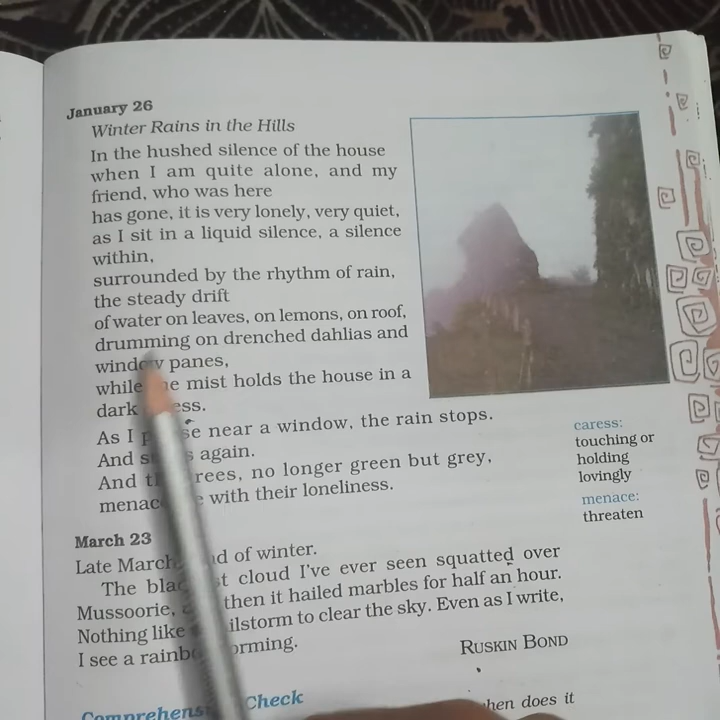 January 26
Winter Rains in the Hills
In the hushed silence of the house
when I am quite alone, and my
friend, who was here
has gone, it is very lonely, very quiet,
as I sit in a liquid silence, a silence
within,
surrounded by the rhythm of rain,
the steady drift
of water on leaves, on lemons, on roof,
drumming on drenched dahlias and
window panes,
while the mist holds the house in a
dark caress.
As I pause near a window, the rain stops.
And starts again.
And the trees, no longer green but grey,
menace me with their loneliness.
caress:
touching or
holding
lovingly
menace:
threaten
March 23
Late March, end of winter.
The blackest cloud I've ever seen squatted over
Mussoorie, then it hailed marbles for half an hour.
Nothing like hailstorm to clear the sky. Even as I write,
I see a rainbow forming.
RUSKIN BOND
Comprehension Check
when does it